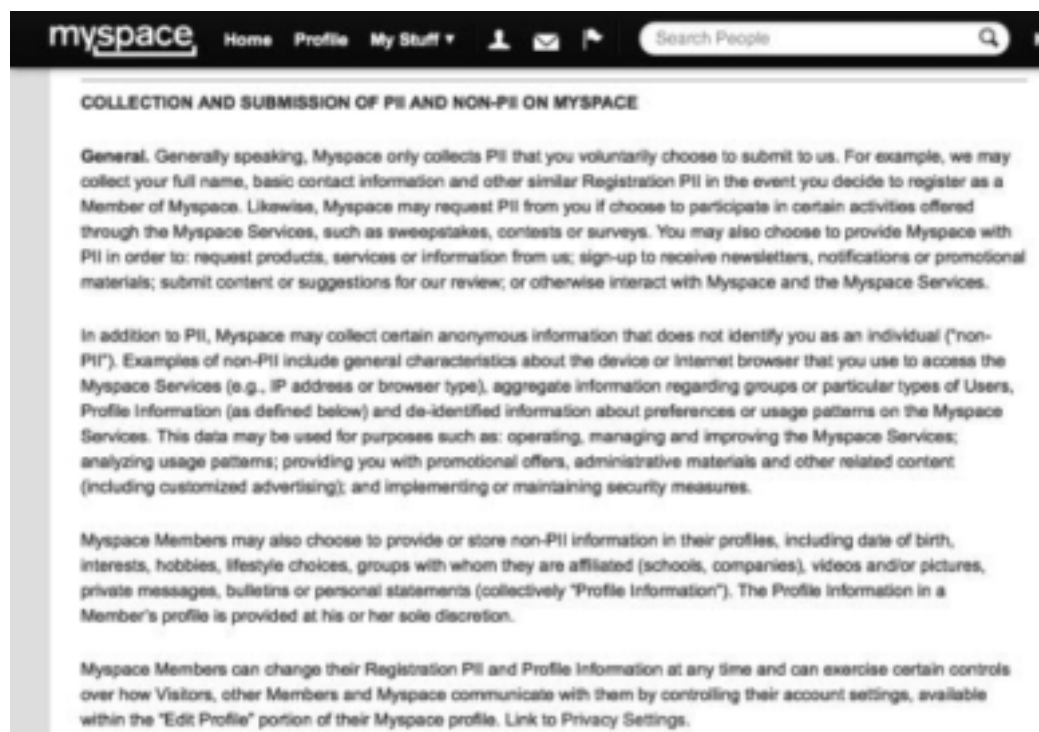 myspace Home Profile My Stuff ▾ Search People
COLLECTION AND SUBMISSION OF PII AND NON-PII ON MYSPACE
General. Generally speaking, Myspace only collects PII that you voluntarily choose to submit to us. For example, we may
collect your full name, basic contact information and other similar Registration PII in the event you decide to register as a
Member of Myspace. Likewise, Myspace may request PII from you if choose to participate in certain activities offered
through the Myspace Services, such as sweepstakes, contests or surveys. You may also choose to provide Myspace with
PII in order to: request products, services or information from us; sign-up to receive newsletters, notifications or promotional
materials; submit content or suggestions for our review; or otherwise interact with Myspace and the Myspace Services.
In addition to PII, Myspace may collect certain anonymous information that does not identify you as an individual ("non-
PII"). Examples of non-PII include general characteristics about the device or Internet browser that you use to access the
Myspace Services (e.g., IP address or browser type), aggregate information regarding groups or particular types of Users,
Profile Information (as defined below) and de-identified information about preferences or usage patterns on the Myspace
Services. This data may be used for purposes such as: operating, managing and improving the Myspace Services;
analyzing usage patterns; providing you with promotional offers, administrative materials and other related content
(including customized advertising); and implementing or maintaining security measures.
Myspace Members may also choose to provide or store non-PII information in their profiles, including date of birth,
interests, hobbies, lifestyle choices, groups with whom they are affiliated (schools, companies), videos and/or pictures,
private messages, bulletins or personal statements (collectively "Profile Information"). The Profile Information in a
Member's profile is provided at his or her sole discretion.
Myspace Members can change their Registration PII and Profile Information at any time and can exercise certain controls
over how Visitors, other Members and Myspace communicate with them by controlling their account settings, available
within the "Edit Profile" portion of their Myspace profile. Link to Privacy Settings.